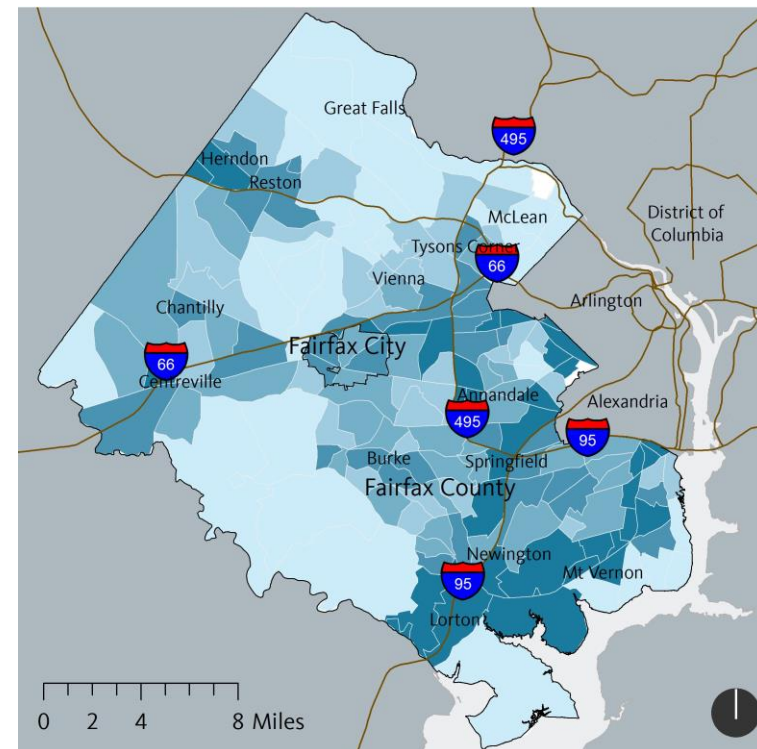 Great Falls
495
Herndon
Reston
McLean
District of
Columbia
Tysons Corner
66
Vienna
Arlington
Chantilly
Fairfax City
66
Centreville
Annandale
Alexandria
495
95
Burke
Springfield
Fairfax County
Newington
Mt Vernon
95
Lorton
0 2 4 8 Miles